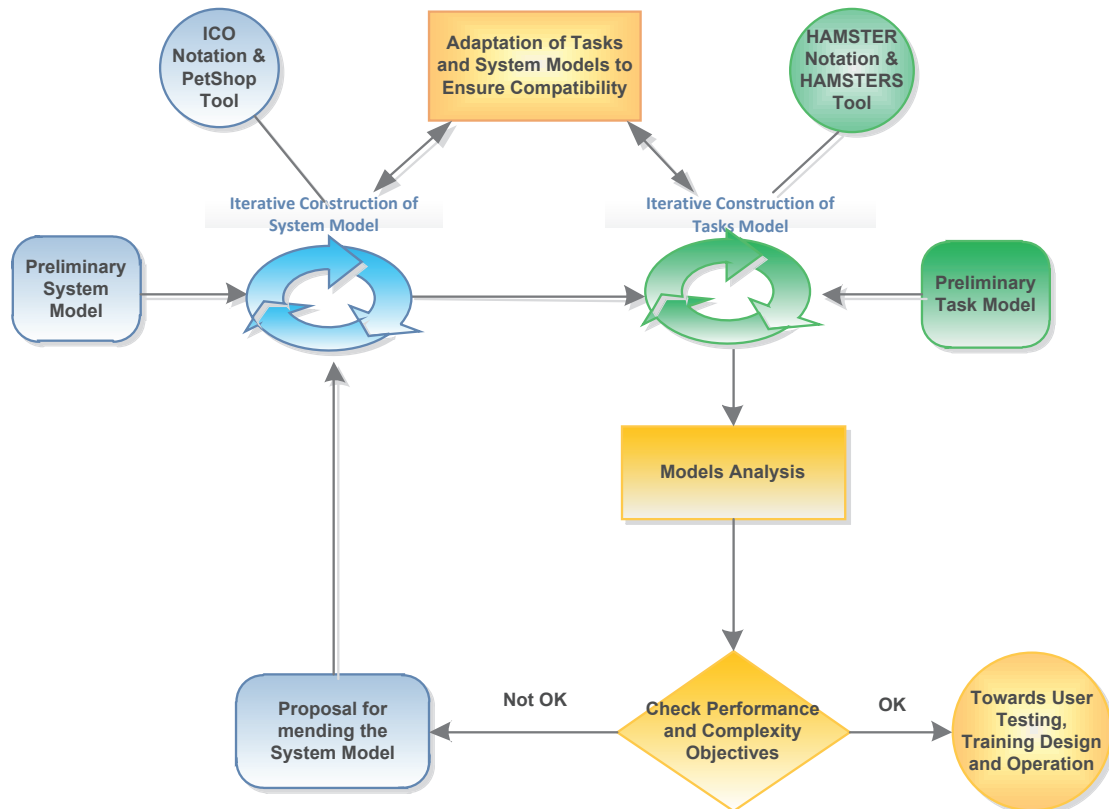 ICO
Notation &
PetShop
Tool
Adaptation of Tasks
and System Models to
Ensure Compatibility
HAMSTER
Notation &
HAMSTERS
Tool
Iterative Construction of
System Model
Iterative Construction of
Tasks Model
Preliminary
System
Model
Preliminary
Task Model
Models Analysis
Proposal for
mending the
System Model
Not OK
Check Performance
and Complexity
Objectives
OK
Towards User
Testing,
Training Design
and Operation